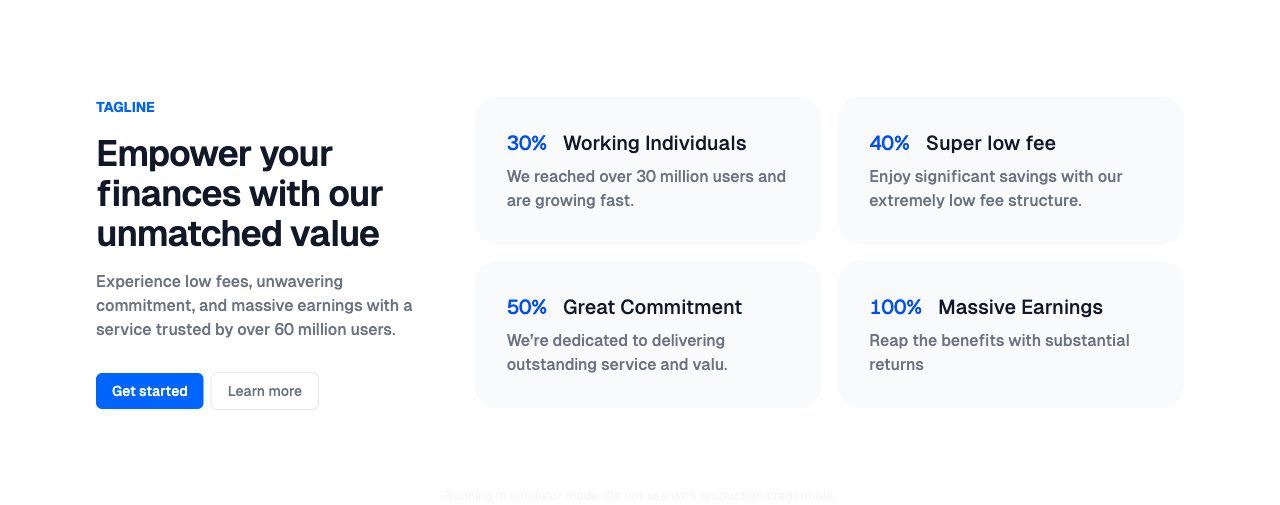 TAGLINE
Empower your
finances with our
unmatched value
Experience low fees, unwavering
commitment, and massive earnings with a
service trusted by over 60 million users.
Get started
Learn more
30% Working Individuals
We reached over 30 million users and
are growing fast.
40% Super low fee
Enjoy significant savings with our
extremely low fee structure.
50% Great Commitment
We're dedicated to delivering
outstanding service and valu.
100% Massive Earnings
Reap the benefits with substantial
returns
Running in emulator mode. Do not use with production credentials.